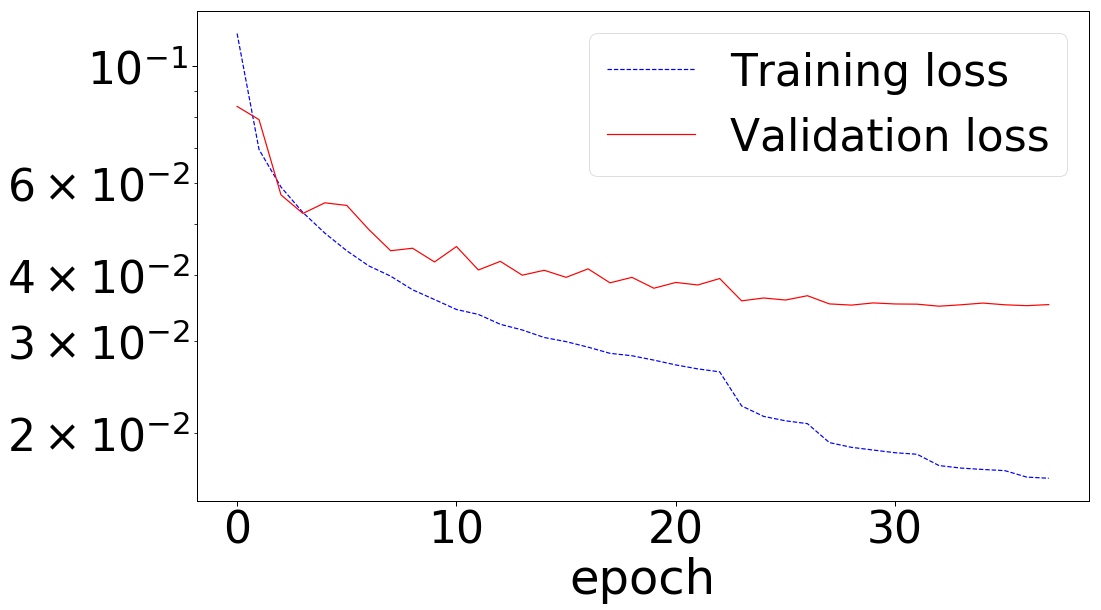 10⁻¹
6 × 10⁻²
4 × 10⁻²
3 × 10⁻²
2 × 10⁻²
Training loss
Validation loss
0 10 20 30
epoch